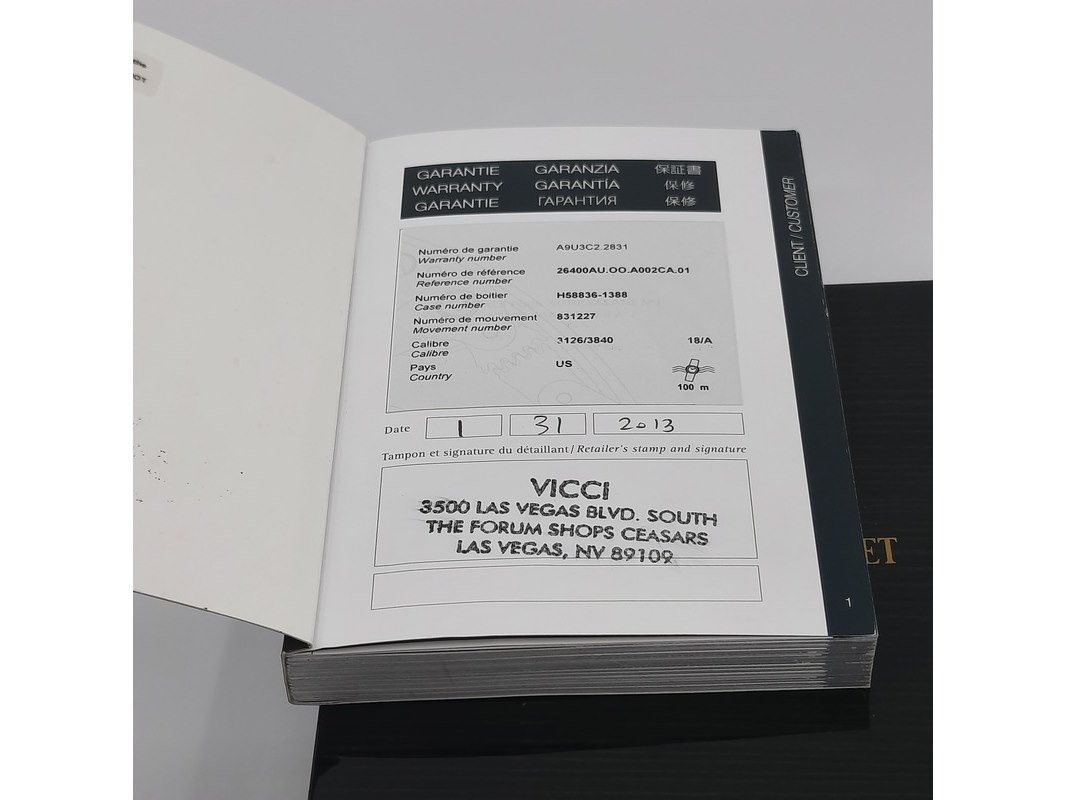 GARANTIE GARANZIA 保証書
WARRANTY GARANTÍA 保修
GARANTIE ГАРАНТИЯ 保修
CLIENT / CUSTOMER
Numéro de garantie A9U3C2.2831
Warranty number
Numéro de référence 26400AU.OO.A002CA.01
Reference number
Numéro de boitier H58836-1388
Case number
Numéro de mouvement 831227
Movement number
Calibre 3126/3840 18/A
Calibre
Pays US
Country
100 m
Date 1 31 2013
Tampon et signature du détaillant / Retailer's stamp and signature
VICCI
3500 LAS VEGAS BLVD. SOUTH
THE FORUM SHOPS CEASARS
LAS VEGAS, NV 89109
ET
1